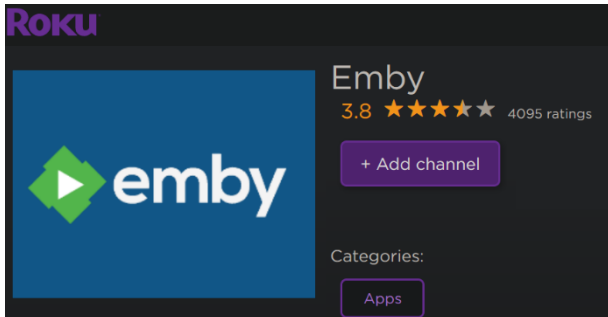 Roku
Emby
3.8 4095 ratings
emby
+ Add channel
Categories:
Apps